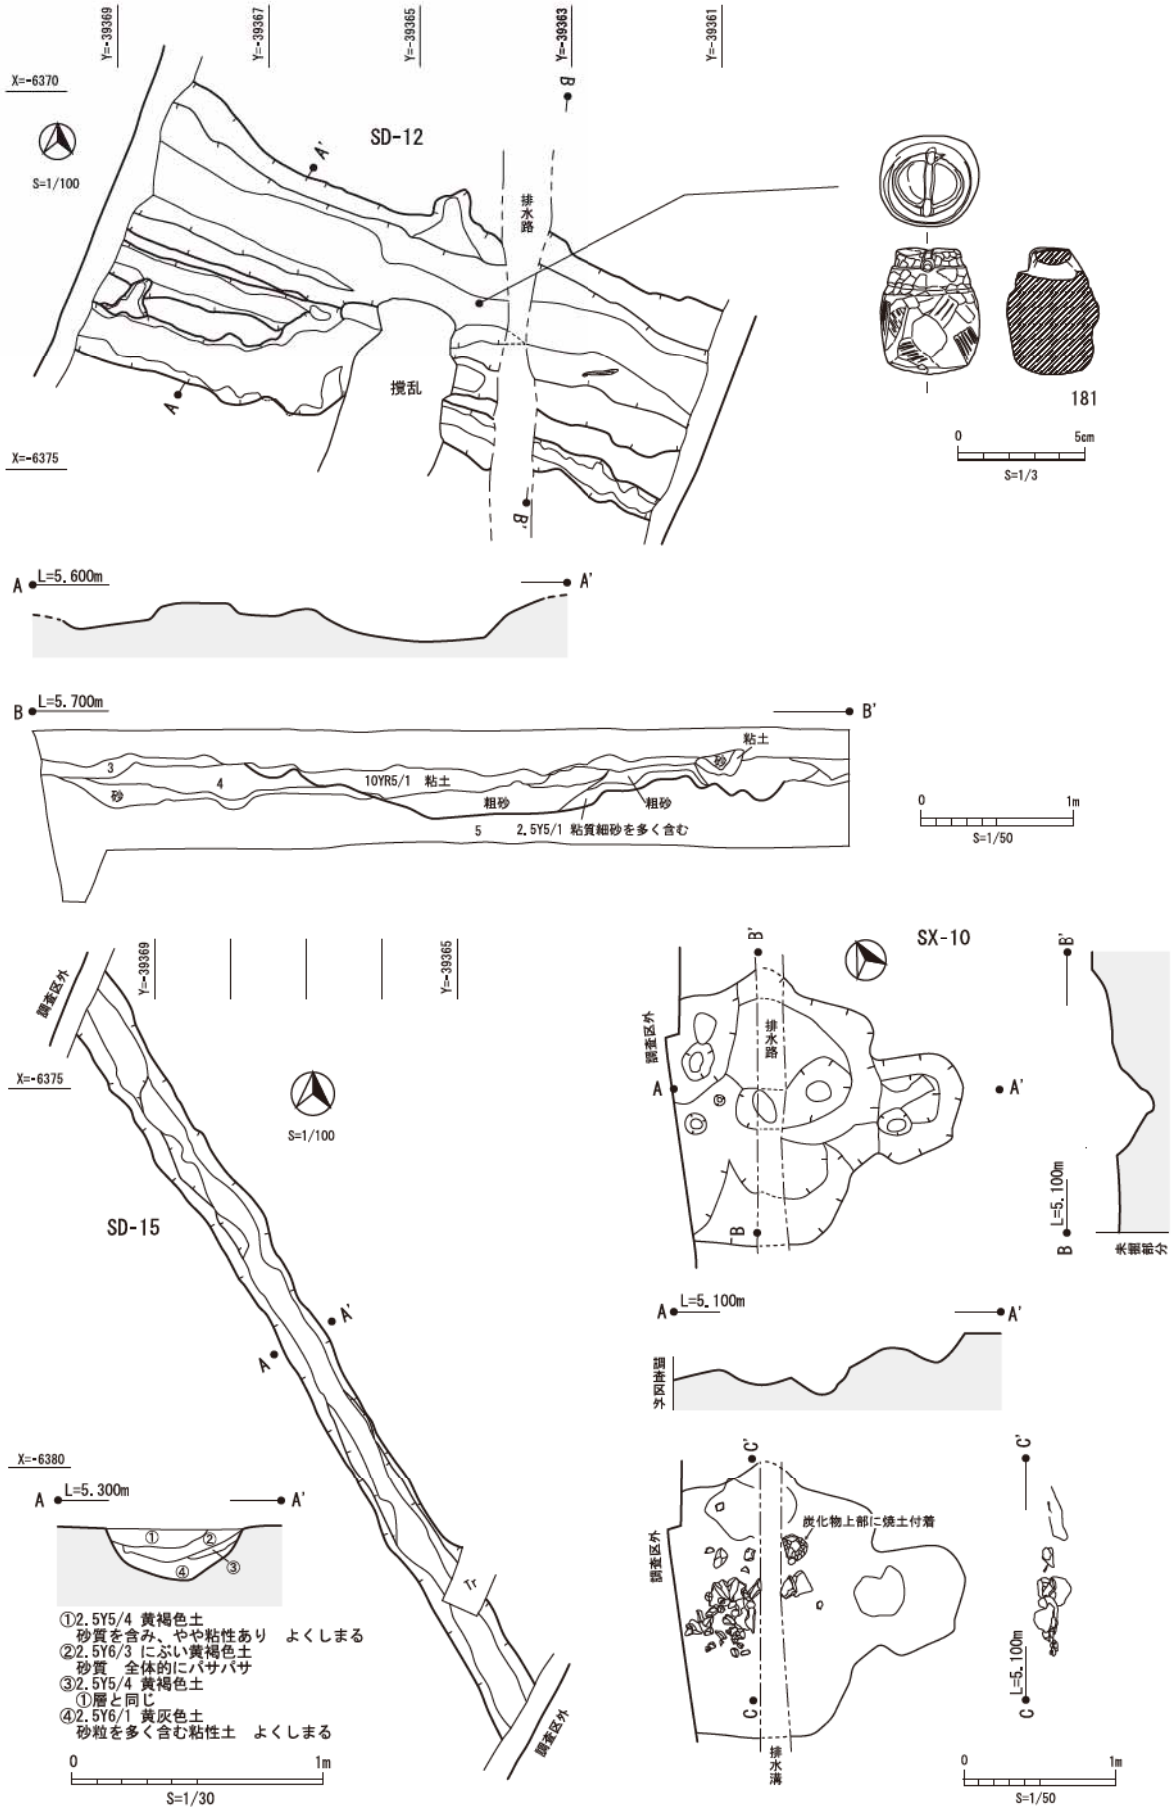 Y=-39369
Y=-39367
Y=-39365
Y=-39363
Y=-39361
X=-6370
S=1/100
SD-12
A'
B
排水路
攪乱
A
B'
X=-6375
181
0 5cm
S=1/3
A L=5.600m A'
B L=5.700m B'
3
4
砂
10YR5/1 粘土
粗砂
5
2.5Y5/1 粘質細砂を多く含む
粗砂
砂
粘土
0 1m
S=1/50
調査区外
Y=-39369
Y=-39365
X=-6375
S=1/100
SD-15
A'
A
X=-6380
Tr
調査区外
A L=5.300m A'
①
②
③
④
①2.5Y5/4 黄褐色土
砂質を含み、やや粘性あり よくしまる
②2.5Y6/3 にぶい黄褐色土
砂質 全体的にパサパサ
③2.5Y5/4 黄褐色土
①層と同じ
④2.5Y6/1 黄灰色土
砂粒を多く含む粘性土 よくしまる
0 1m
S=1/30
SX-10
B'
調査区外
排水路
A
A'
B
B'
L=5.100m
B
未掘部分
A L=5.100m A'
調査区外
C'
調査区外
炭化物上部に焼土付着
C
排水溝
C'
L=5.100m
C
0 1m
S=1/50